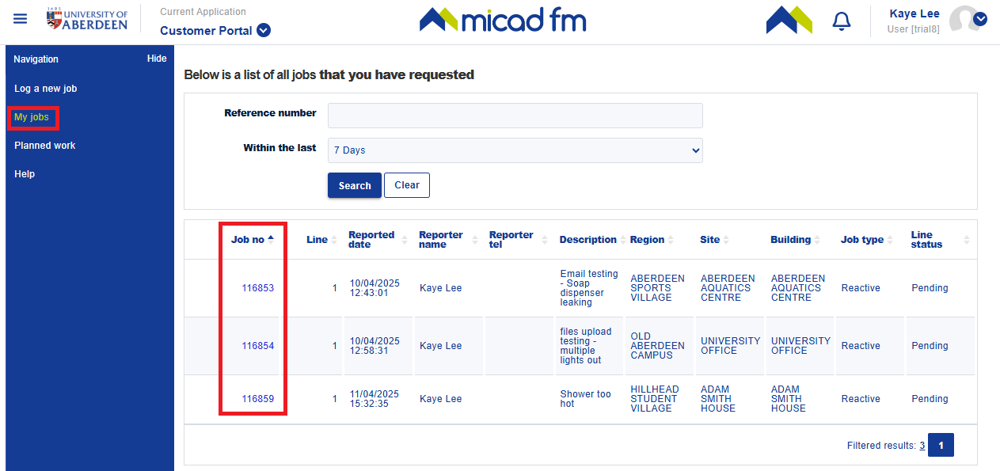 1495
UNIVERSITY OF
ABERDEEN
Current Application
Customer Portal
micad fm
Kaye Lee
User [trial8]
Navigation
Hide
Log a new job
My jobs
Planned work
Help
Below is a list of all jobs that you have requested
Reference number
Within the last
7 Days
Search
Clear
Job no
Line
Reported
date
Reporter
name
Reporter
tel
Description
Region
Site
Building
Job type
Line
status
116853
1
10/04/2025
12:43:01
Kaye Lee
Email testing
- Soap
dispenser
leaking
ABERDEEN
SPORTS
VILLAGE
ABERDEEN
AQUATICS
CENTRE
ABERDEEN
AQUATICS
CENTRE
Reactive
Pending
116854
1
10/04/2025
12:58:31
Kaye Lee
files upload
testing -
multiple
lights out
OLD
ABERDEEN
CAMPUS
UNIVERSITY
OFFICE
UNIVERSITY
OFFICE
Reactive
Pending
116859
1
11/04/2025
15:32:35
Kaye Lee
Shower too
hot
HILLHEAD
STUDENT
VILLAGE
ADAM
SMITH
HOUSE
ADAM
SMITH
HOUSE
Reactive
Pending
Filtered results: 3
1